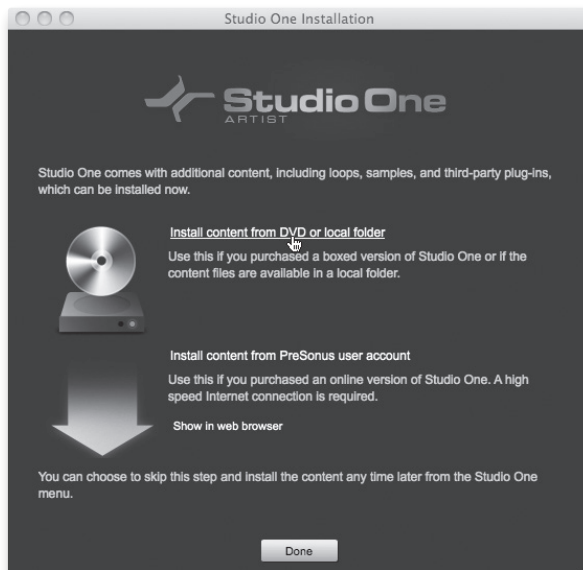 Studio One Installation
Studio One
ARTIST
Studio One comes with additional content, including loops, samples, and third-party plug-ins,
which can be installed now.
Install content from DVD or local folder
Use this if you purchased a boxed version of Studio One or if the
content files are available in a local folder.
Install content from PreSonus user account
Use this if you purchased an online version of Studio One. A high
speed Internet connection is required.
Show in web browser
You can choose to skip this step and install the content any time later from the Studio One
menu.
Done